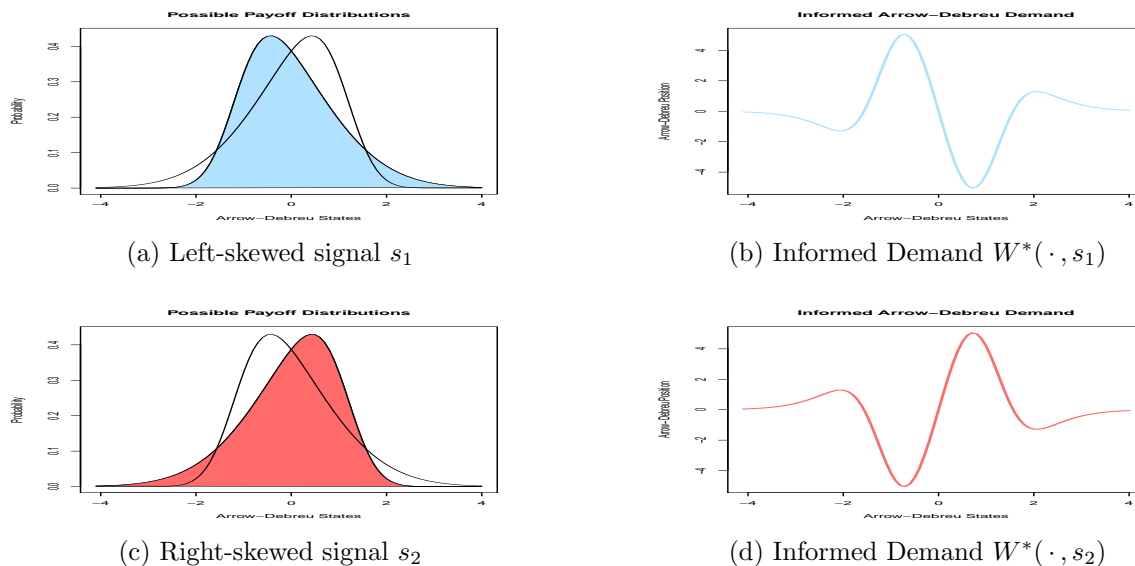 Possible Payoff Distributions
Probability
0.0 0.1 0.2 0.3 0.4
−4 −2 0 2 4
Arrow−Debreu States
(a) Left-skewed signal s₁
Informed Arrow−Debreu Demand
Arrow−Debreu Position
−4 −2 0 2 4
−4 −2 0 2 4
Arrow−Debreu States
(b) Informed Demand W*(·, s₁)
Possible Payoff Distributions
Probability
0.0 0.1 0.2 0.3 0.4
−4 −2 0 2 4
Arrow−Debreu States
(c) Right-skewed signal s₂
Informed Arrow−Debreu Demand
Arrow−Debreu Position
−4 −2 0 2 4
−4 −2 0 2 4
Arrow−Debreu States
(d) Informed Demand W*(·, s₂)